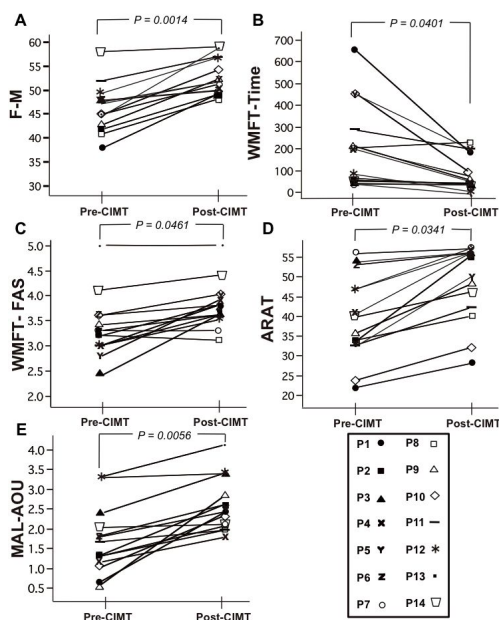 A
P = 0.0014
F-M
60
55
50
45
40
35
30
Pre-CIMT Post-CIMT
B
P = 0.0401
WMFT-Time
700
600
500
400
300
200
100
0
Pre-CIMT Post-CIMT
C
P = 0.0461
WMFT- FAS
5.0
4.5
4.0
3.5
3.0
2.5
2.0
Pre-CIMT Post-CIMT
D
P = 0.0341
ARAT
55
50
45
40
35
30
25
20
Pre-CIMT Post-CIMT
E
P = 0.0056
MAL-AOU
4.0
3.5
3.0
2.5
2.0
1.5
1.0
0.5
Pre-CIMT Post-CIMT
P1 P8
P2 P9
P3 P10
P4 P11
P5 P12
P6 P13
P7 P14